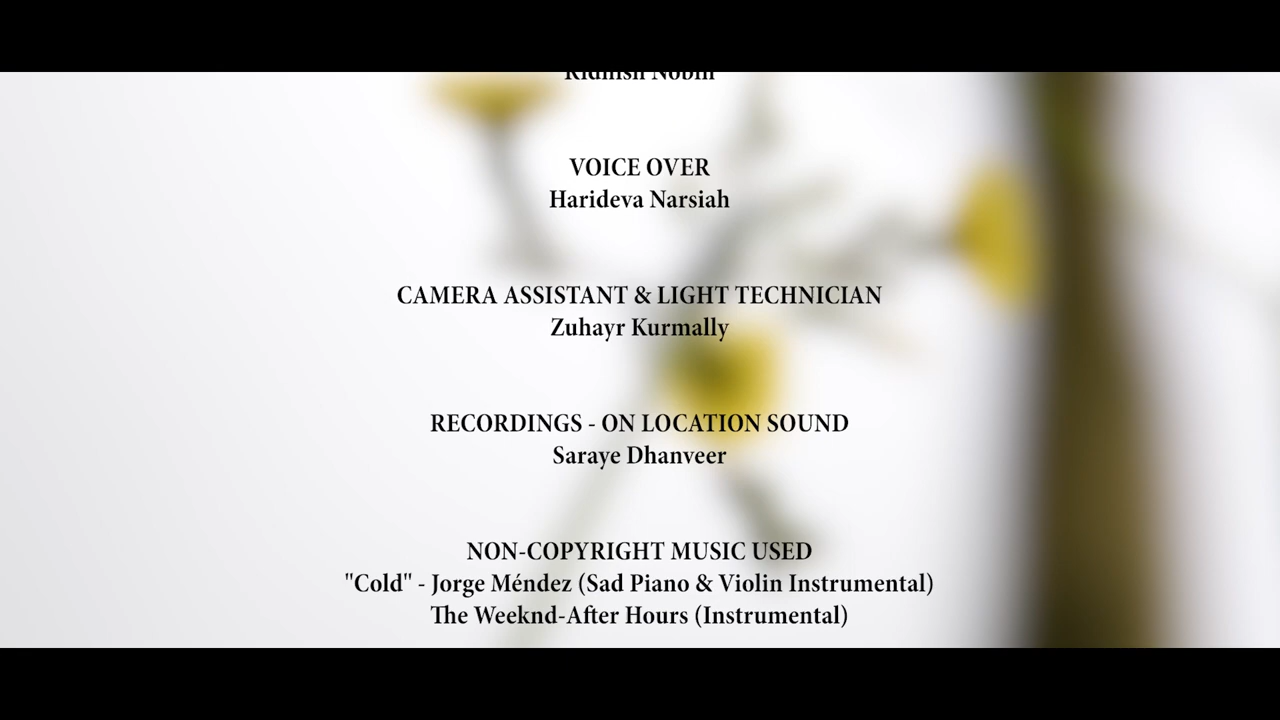 VOICE OVER
Harideva Narsiah
CAMERA ASSISTANT & LIGHT TECHNICIAN
Zuhayr Kurmally
RECORDINGS - ON LOCATION SOUND
Saraye Dhanveer
NON-COPYRIGHT MUSIC USED
"Cold" - Jorge Méndez (Sad Piano & Violin Instrumental)
The Weeknd-After Hours (Instrumental)